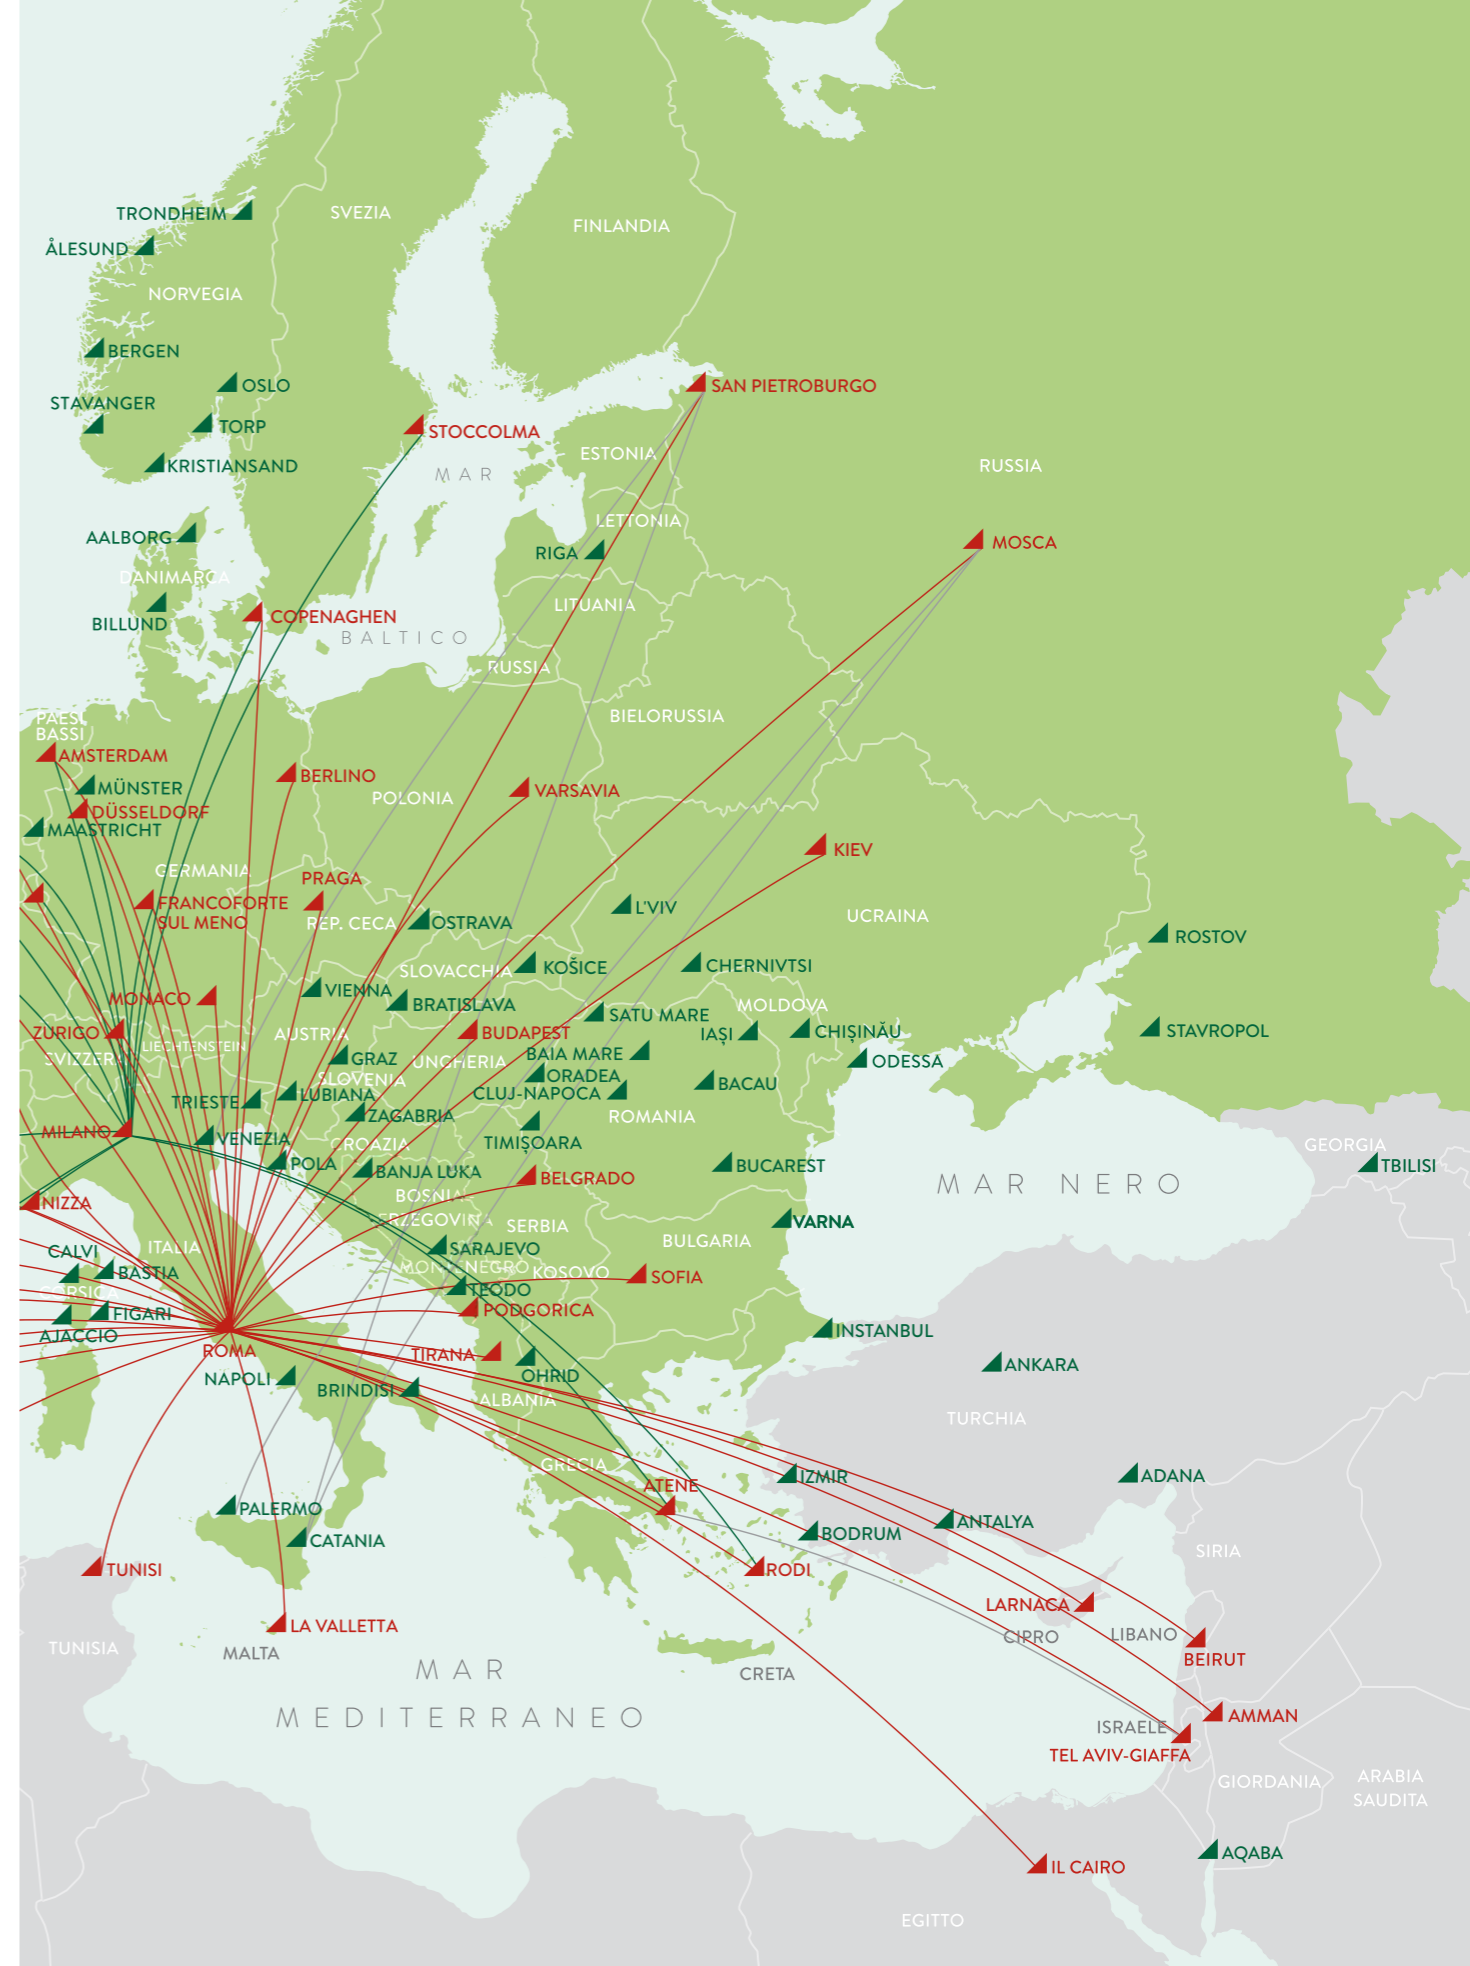 TRONDHEIM
SVEZIA
FINLANDIA
ÅLESUND
NORVEGIA
BERGEN
OSLO
SAN PIETROBURGO
STAVANGER
TORP
STOCCOLMA
ESTONIA
KRISTIANSAND
RUSSIA
MAR
LETTONIA
AALBORG
MOSCA
RIGA
DANIMARCA
LITUANIA
BILLUND
COPENAGHEN
BALTICO
RUSSIA
PAESI
BASSI
BIELORUSSIA
AMSTERDAM
BERLINO
MÜNSTER
VARSAVIA
POLONIA
DÜSSELDORF
MAASTRICHT
KIEV
GERMANIA
PRAGA
FRANCOFORTE
SUL MENO
REP. CECA
OSTRAVA
L'VIV
UCRAINA
ROSTOV
SLOVACCHIA
KOŠICE
CHERNIVTSI
MONACO
VIENNA
BRATISLAVA
MOLDOVA
SATU MARE
ZURIGO
LIECHTENSTEIN
AUSTRIA
BUDAPEST
IAȘI
CHIȘINĂU
STAVROPOL
SVIZZERA
GRAZ
UNGHERIA
BAIA MARE
ODESSA
SLOVENIA
ORADEA
CLUJ-NAPOCA
BACAU
TRIESTE
LUBIANA
ZAGABRIA
ROMANIA
MILANO
VENEZIA
CROAZIA
TIMIȘOARA
GEORGIA
POLA
BANJA LUKA
BUCAREST
TBILISI
BELGRADO
MAR NERO
NIZZA
BOSNIA
ERZEGOVINA
SERBIA
VARNA
ITALIA
CALVI
SARAJEVO
BULGARIA
BASTIA
MONTENEGRO
KOSOVO
SOFIA
CORSICA
TEODO
FIGARI
PODGORICA
AJACCIO
ROMA
TIRANA
INSTANBUL
NAPOLI
OHRID
ANKARA
BRINDISI
ALBANIA
TURCHIA
GRECIA
ATENE
IZMIR
ADANA
PALERMO
ANTALYA
CATANIA
BODRUM
SIRIA
TUNISI
RODI
LARNACA
LA VALLETTA
CIPRO
LIBANO
TUNISIA
MALTA
BEIRUT
MAR
CRETA
MEDITERRANEO
ISRAELE
AMMAN
TEL AVIV-GIAFFA
GIORDANIA
ARABIA
SAUDITA
AQABA
IL CAIRO
EGITTO